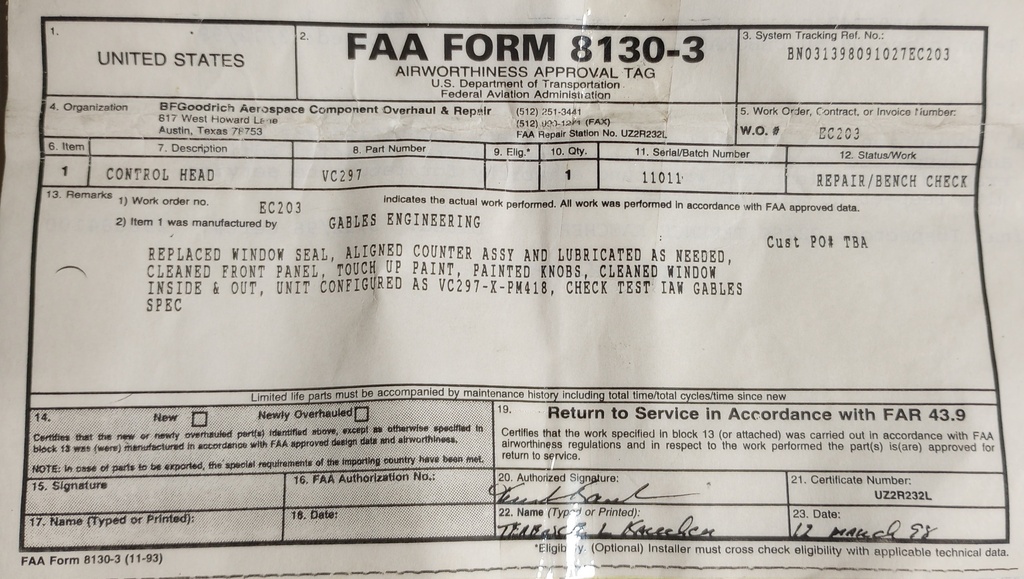 1. UNITED STATES
2. FAA FORM 8130-3
AIRWORTHINESS APPROVAL TAG
U.S. Department of Transportation
Federal Aviation Administration
3. System Tracking Ref. No.:
BN031398091027EC203
4. Organization BFGoodrich Aerospace Component Overhaul & Repair
617 West Howard Lane
Austin, Texas 78753
(512) 251-3441
(512) (FAX)
FAA Repair Station No. UZ2R232L
5. Work Order, Contract, or Invoice Number:
W.O. # EC203
6. Item 7. Description 8. Part Number 9. Elig.* 10. Qty. 11. Serial/Batch Number 12. Status/Work
1 CONTROL HEAD VC297 1 11011 REPAIR/BENCH CHECK
13. Remarks 1) Work order no. EC203 indicates the actual work performed. All work was performed in accordance with FAA approved data.
2) Item 1 was manufactured by GABLES ENGINEERING
Cust PO# TBA
REPLACED WINDOW SEAL, ALIGNED COUNTER ASSY AND LUBRICATED AS NEEDED,
CLEANED FRONT PANEL, TOUCH UP PAINT, PAINTED KNOBS, CLEANED WINDOW
INSIDE & OUT, UNIT CONFIGURED AS VC297-X-PM418, CHECK TEST IAW GABLES
SPEC
Limited life parts must be accompanied by maintenance history including total time/total cycles/time since new
14. New Newly Overhauled
Certifies that the new or newly overhauled part(s) identified above, except as otherwise specified in
block 13 was (were) manufactured in accordance with FAA approved design data and airworthiness.
NOTE: In case of parts to be exported, the special requirements of the importing country have been met.
15. Signature 16. FAA Authorization No.:
17. Name (Typed or Printed): 18. Date:
19. Return to Service in Accordance with FAR 43.9
Certifies that the work specified in block 13 (or attached) was carried out in accordance with FAA
airworthiness regulations and in respect to the work performed the part(s) is(are) approved for
return to service.
20. Authorized Signature:
21. Certificate Number:
UZ2R232L
22. Name (Typed or Printed):
23. Date:
12 March 98
*Eligibility. (Optional) Installer must cross check eligibility with applicable technical data.
FAA Form 8130-3 (11-93)